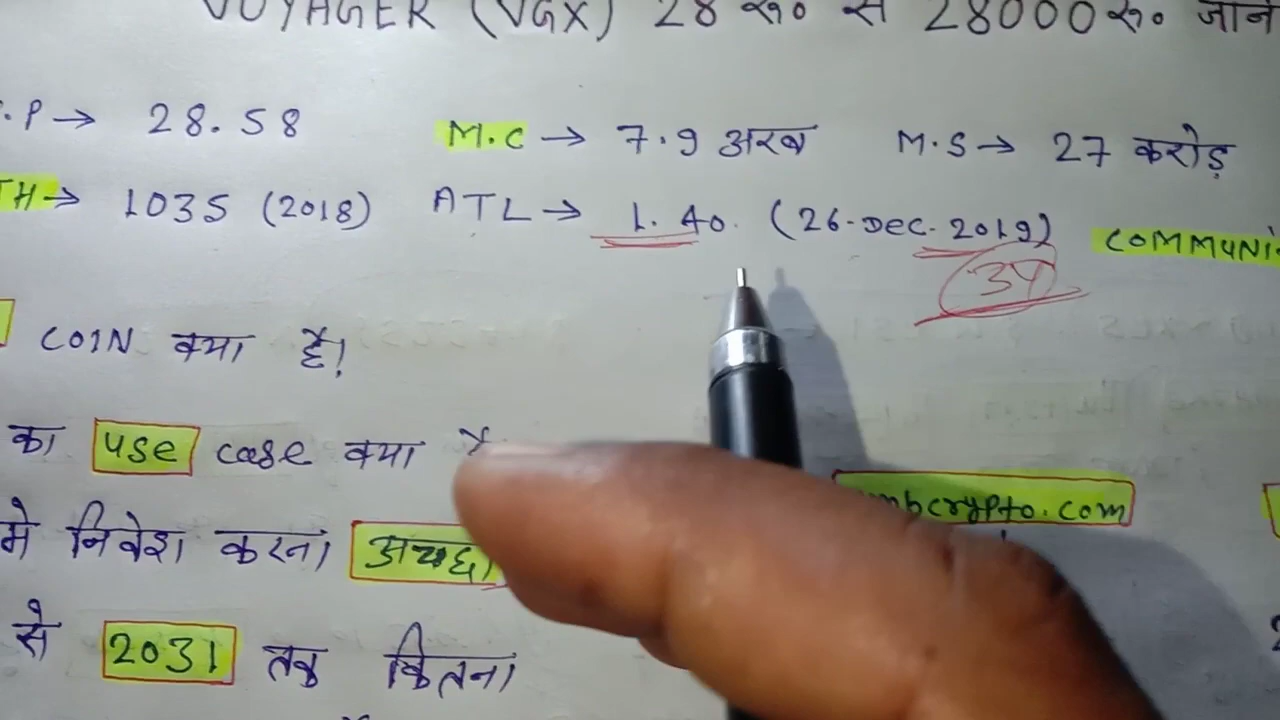 VOYAGER (VGX) 28 रु० से 28000 रु० जान
.P → 28.58 M.C → 7.9 अरब M.S → 27 करोड़
TH → 1035 (2018) ATL → 1.40. (26-Dec-2019) COMMUNI
34
COIN क्या है।
का use case क्या
mbcrypto.com
मे निवेश करना अच्छा
से 2031 तक कितना